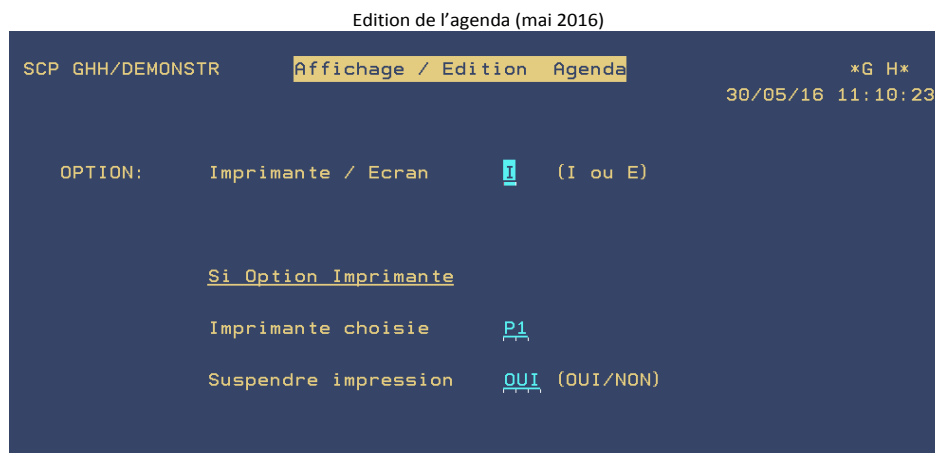 Edition de l’agenda (mai 2016)
SCP GHH/DEMONSTR Affichage / Edition Agenda *G H*
30/05/16 11:10:23
OPTION: Imprimante / Ecran I (I ou E)
Si Option Imprimante
Imprimante choisie P1
Suspendre impression OUI (OUI/NON)